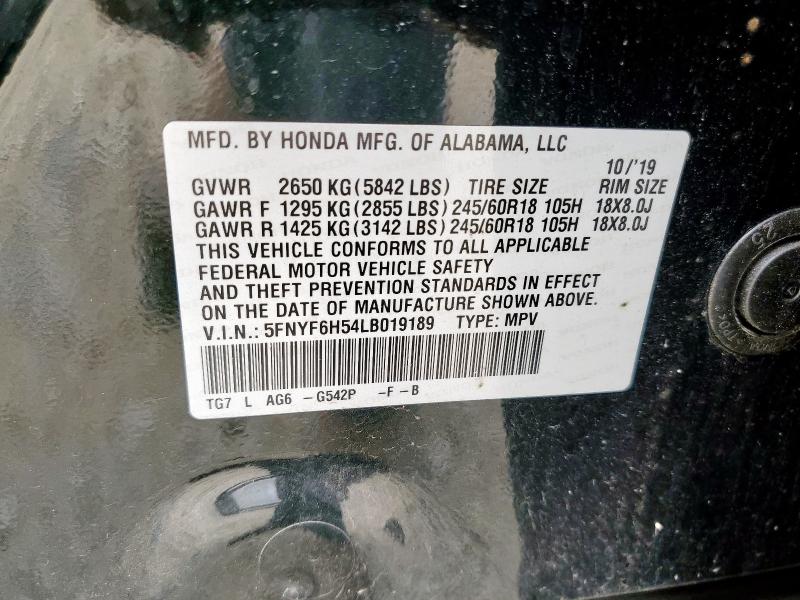 MFD. BY HONDA MFG. OF ALABAMA, LLC
10/'19
GVWR 2650 KG (5842 LBS) TIRE SIZE RIM SIZE
GAWR F 1295 KG (2855 LBS) 245/60R18 105H 18X8.0J
GAWR R 1425 KG (3142 LBS) 245/60R18 105H 18X8.0J
THIS VEHICLE CONFORMS TO ALL APPLICABLE
FEDERAL MOTOR VEHICLE SAFETY
AND THEFT PREVENTION STANDARDS IN EFFECT
ON THE DATE OF MANUFACTURE SHOWN ABOVE.
V.I.N.: 5FNYF6H54LB019189 TYPE: MPV
TG7 L AG6 -G542P -F-B
25